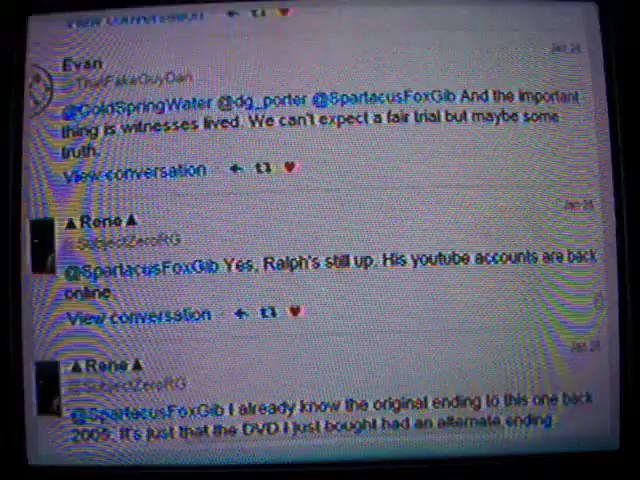 View conversation
Jan 26
Evan
@ThatFakeGuyDan
@ColdSpringWater @dg_porter @SpartacusFoxGib And the important
thing is witnesses lived. We can't expect a fair trial but maybe some
truth.
View conversation
Jan 26
▲Rene▲
@SubjectZeroRG
@SpartacusFoxGib Yes, Ralph's still up. His youtube accounts are back
online.
View conversation
Jan 26
▲Rene▲
@SubjectZeroRG
@SpartacusFoxGib I already know the original ending to this one back
2005. It's just that the DVD I just bought had an alternate ending.